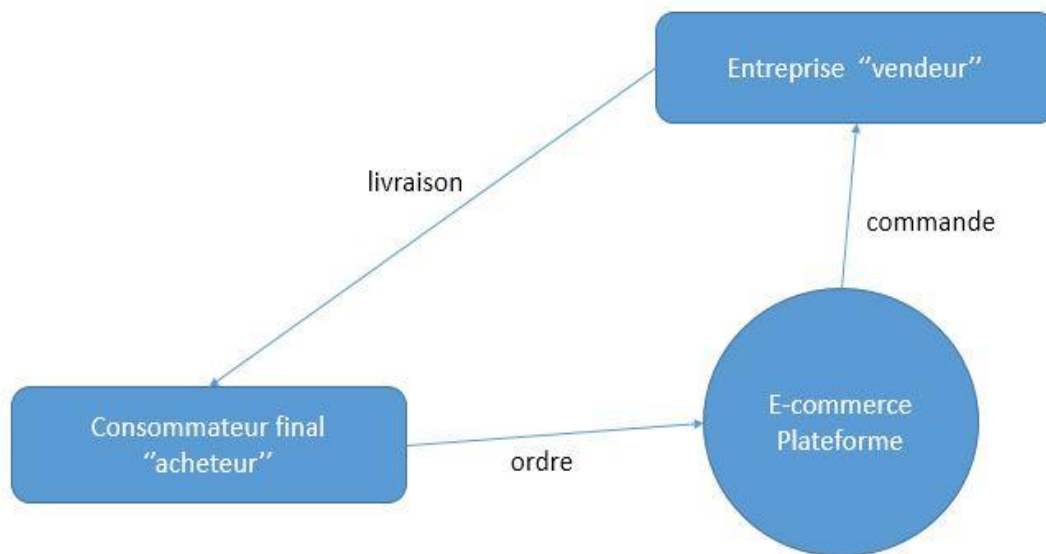 Entreprise ‘’vendeur’’
livraison
commande
E-commerce
Plateforme
Consommateur final
‘’acheteur’’
ordre